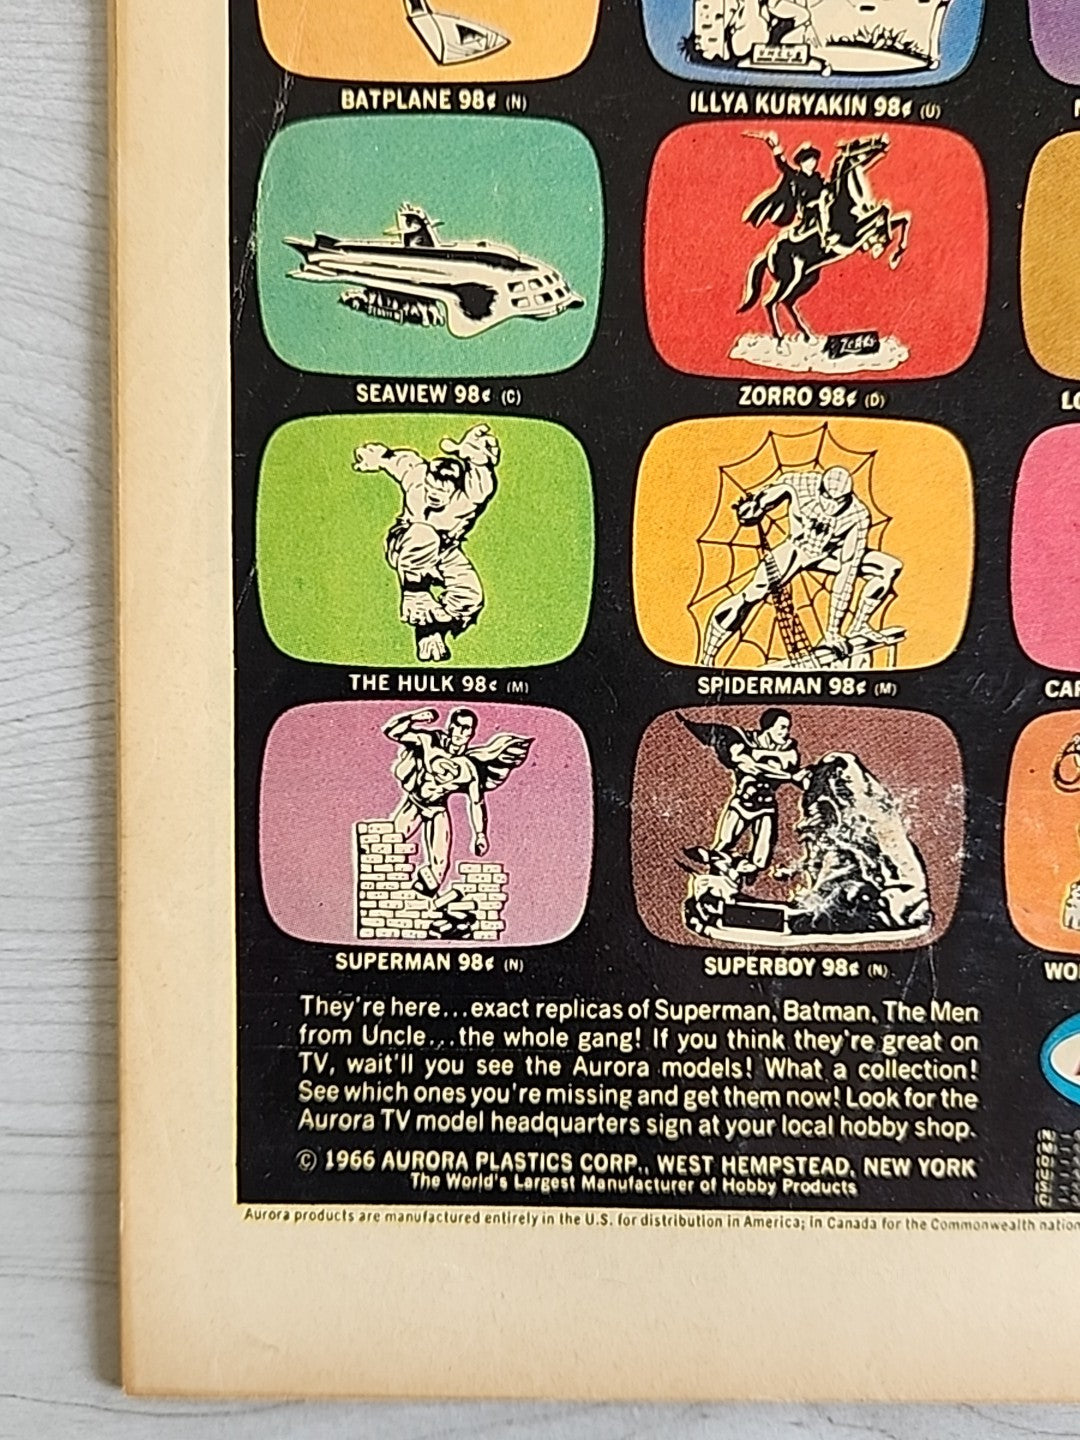 BATPLANE 98¢ (N)
ILLYA KURYAKIN 98¢ (U)
SEAVIEW 98¢ (C)
ZORRO 98¢ (D)
Zorro
THE HULK 98¢ (M)
SPIDERMAN 98¢ (M)
SUPERMAN 98¢ (N)
SUPERBOY 98¢ (N)
They're here...exact replicas of Superman, Batman, The Men
from Uncle...the whole gang! If you think they're great on
TV, wait'll you see the Aurora models! What a collection!
See which ones you're missing and get them now! Look for the
Aurora TV model headquarters sign at your local hobby shop.
© 1966 AURORA PLASTICS CORP., WEST HEMPSTEAD, NEW YORK
The World's Largest Manufacturer of Hobby Products
Aurora products are manufactured entirely in the U.S. for distribution in America; in Canada for the Commonwealth nation